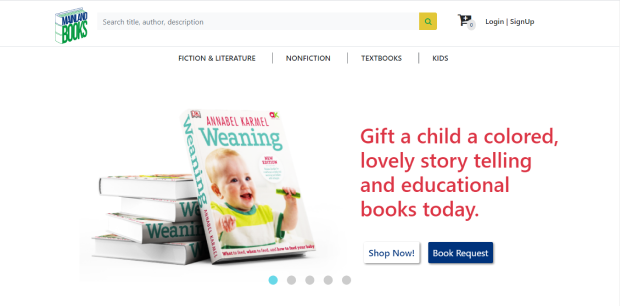 MAINLAND
BOOKS
Search title, author, description
0
Login | SignUp
FICTION & LITERATURE
NONFICTION
TEXTBOOKS
KIDS
DK
ANNABEL KARMEL
Weaning
NEW
EDITION
Weaning
ANNABEL KARMEL
What to feed, when to feed, and how to feed your baby
Weaning
Gift a child a colored,
lovely story telling
and educational
books today.
Shop Now!
Book Request